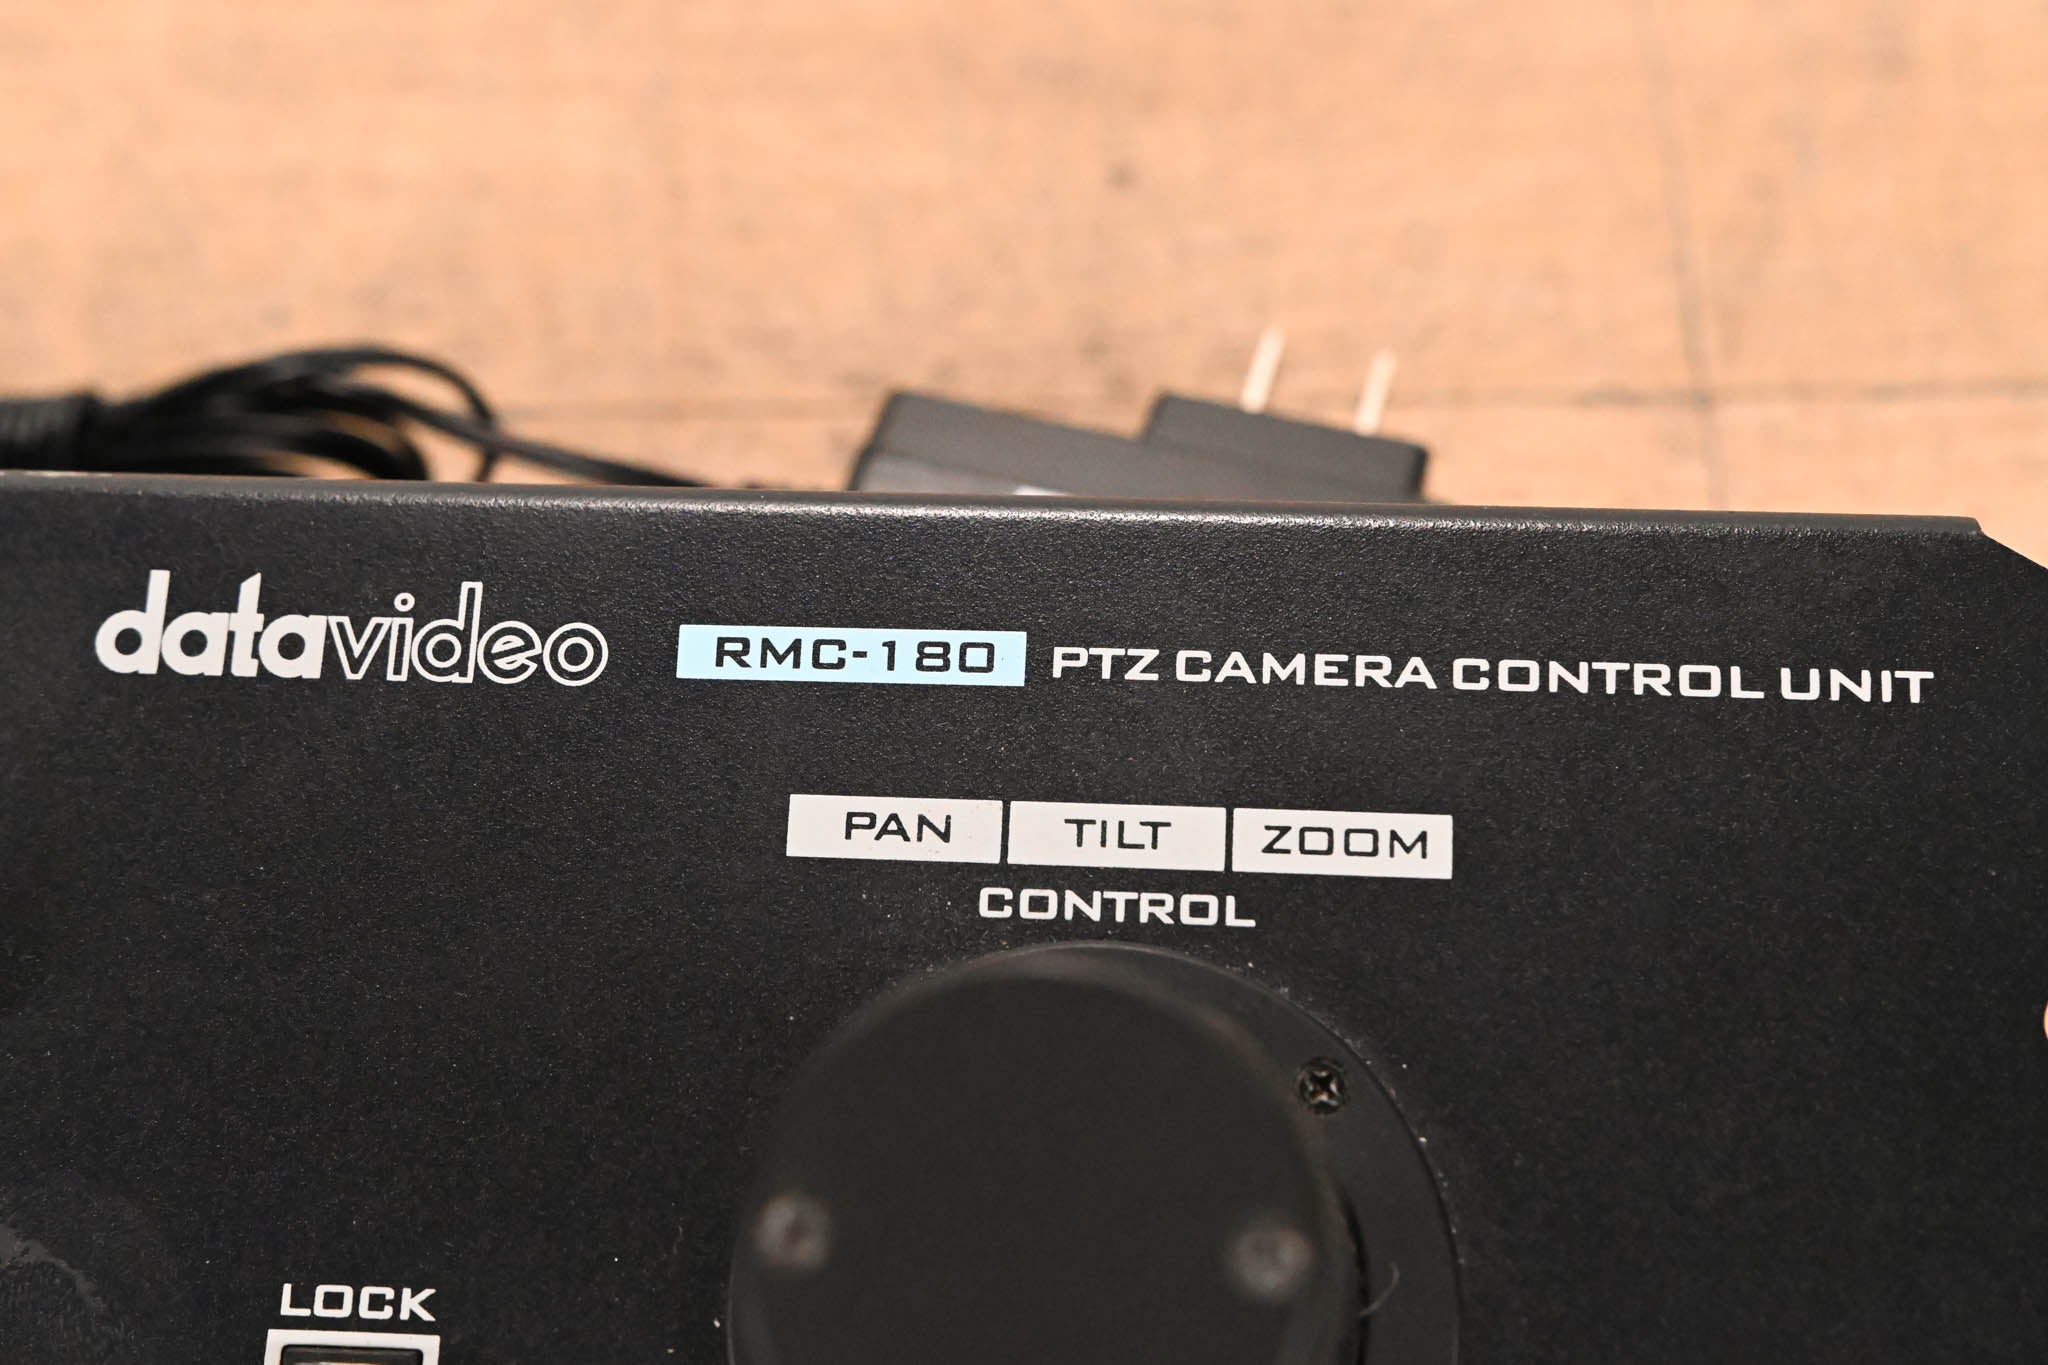 datavideo RMC-180 PTZ CAMERA CONTROL UNIT
PAN TILT ZOOM
CONTROL
LOCK